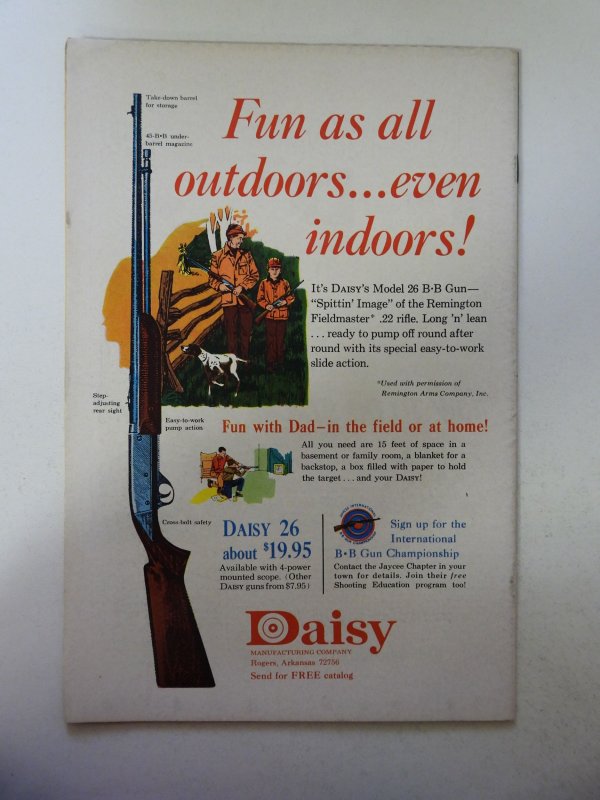 Take-down barrel
for storage
45-B•B under-
barrel magazine
Fun as all
outdoors...even
indoors!
It's DAISY'S Model 26 B•B Gun—
"Spittin' Image" of the Remington
Fieldmaster* .22 rifle. Long 'n' lean
. . . ready to pump off round after
round with its special easy-to-work
slide action.
*Used with permission of
Remington Arms Company, Inc.
Step-
adjusting
rear sight
Easy-to-work
pump action
Fun with Dad—in the field or at home!
All you need are 15 feet of space in a
basement or family room, a blanket for a
backstop, a box filled with paper to hold
the target . . . and your DAISY!
Cross-bolt safety
DAISY 26
about $19.95
Available with 4-power
mounted scope. (Other
DAISY guns from $7.95)
Sign up for the
International
B•B Gun Championship
Contact the Jaycee Chapter in your
town for details. Join their free
Shooting Education program too!
Daisy
MANUFACTURING COMPANY
Rogers, Arkansas 72756
Send for FREE catalog